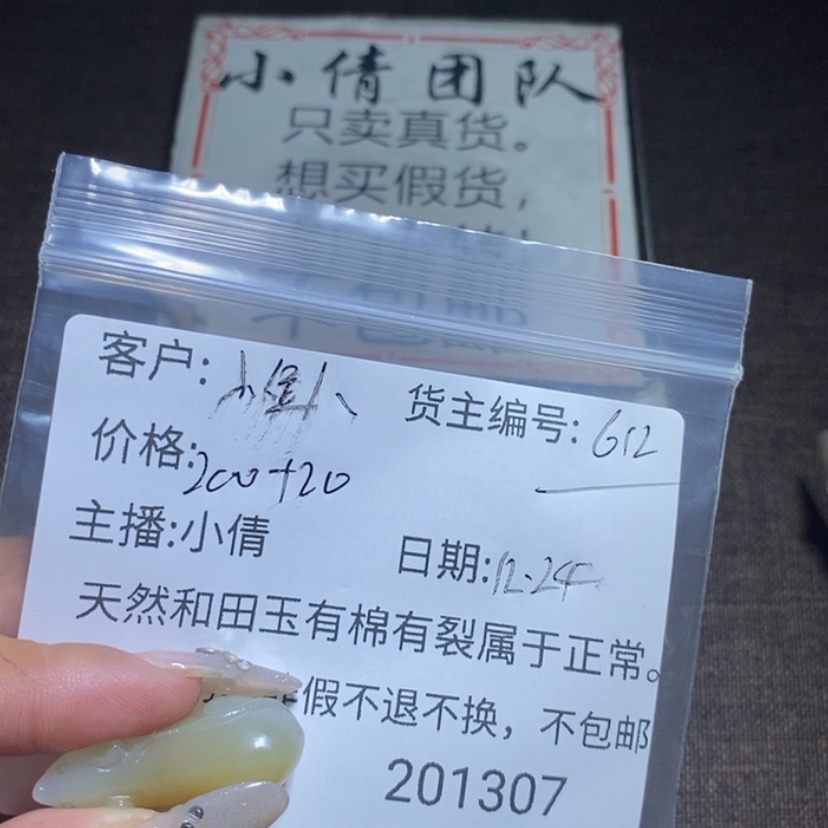 小倩团队
只卖真货。
想买假货,
客户:
货主编号: 612
价格: 200+20
主播:小倩
日期:12.24
天然和田玉有棉有裂属于正常。
假不退不换，不包邮
201307